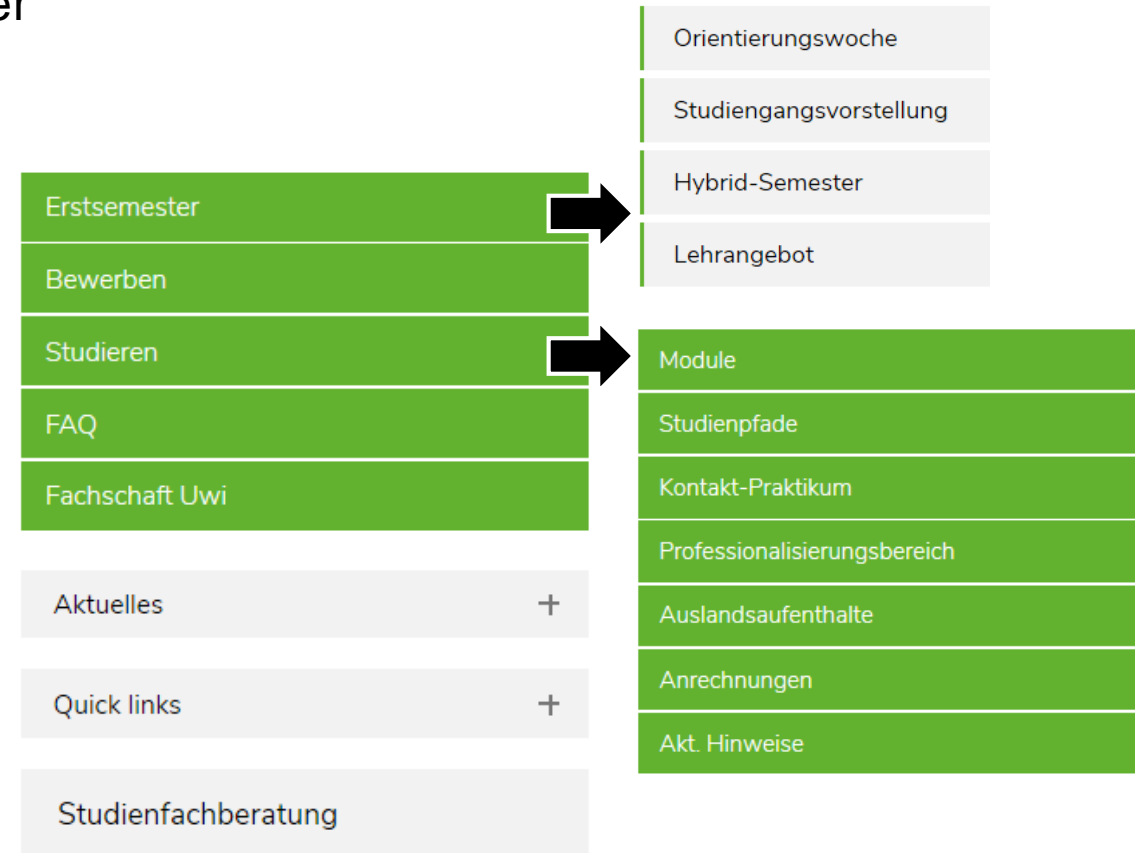 er
Erstsemester
Bewerben
Studieren
FAQ
Fachschaft Uwi
Aktuelles
Quick links
Studienfachberatung
Orientierungswoche
Studiengangsvorstellung
Hybrid-Semester
Lehrangebot
Module
Studienpfade
Kontakt-Praktikum
Professionalisierungsbereich
Auslandsaufenthalte
Anrechnungen
Akt. Hinweise